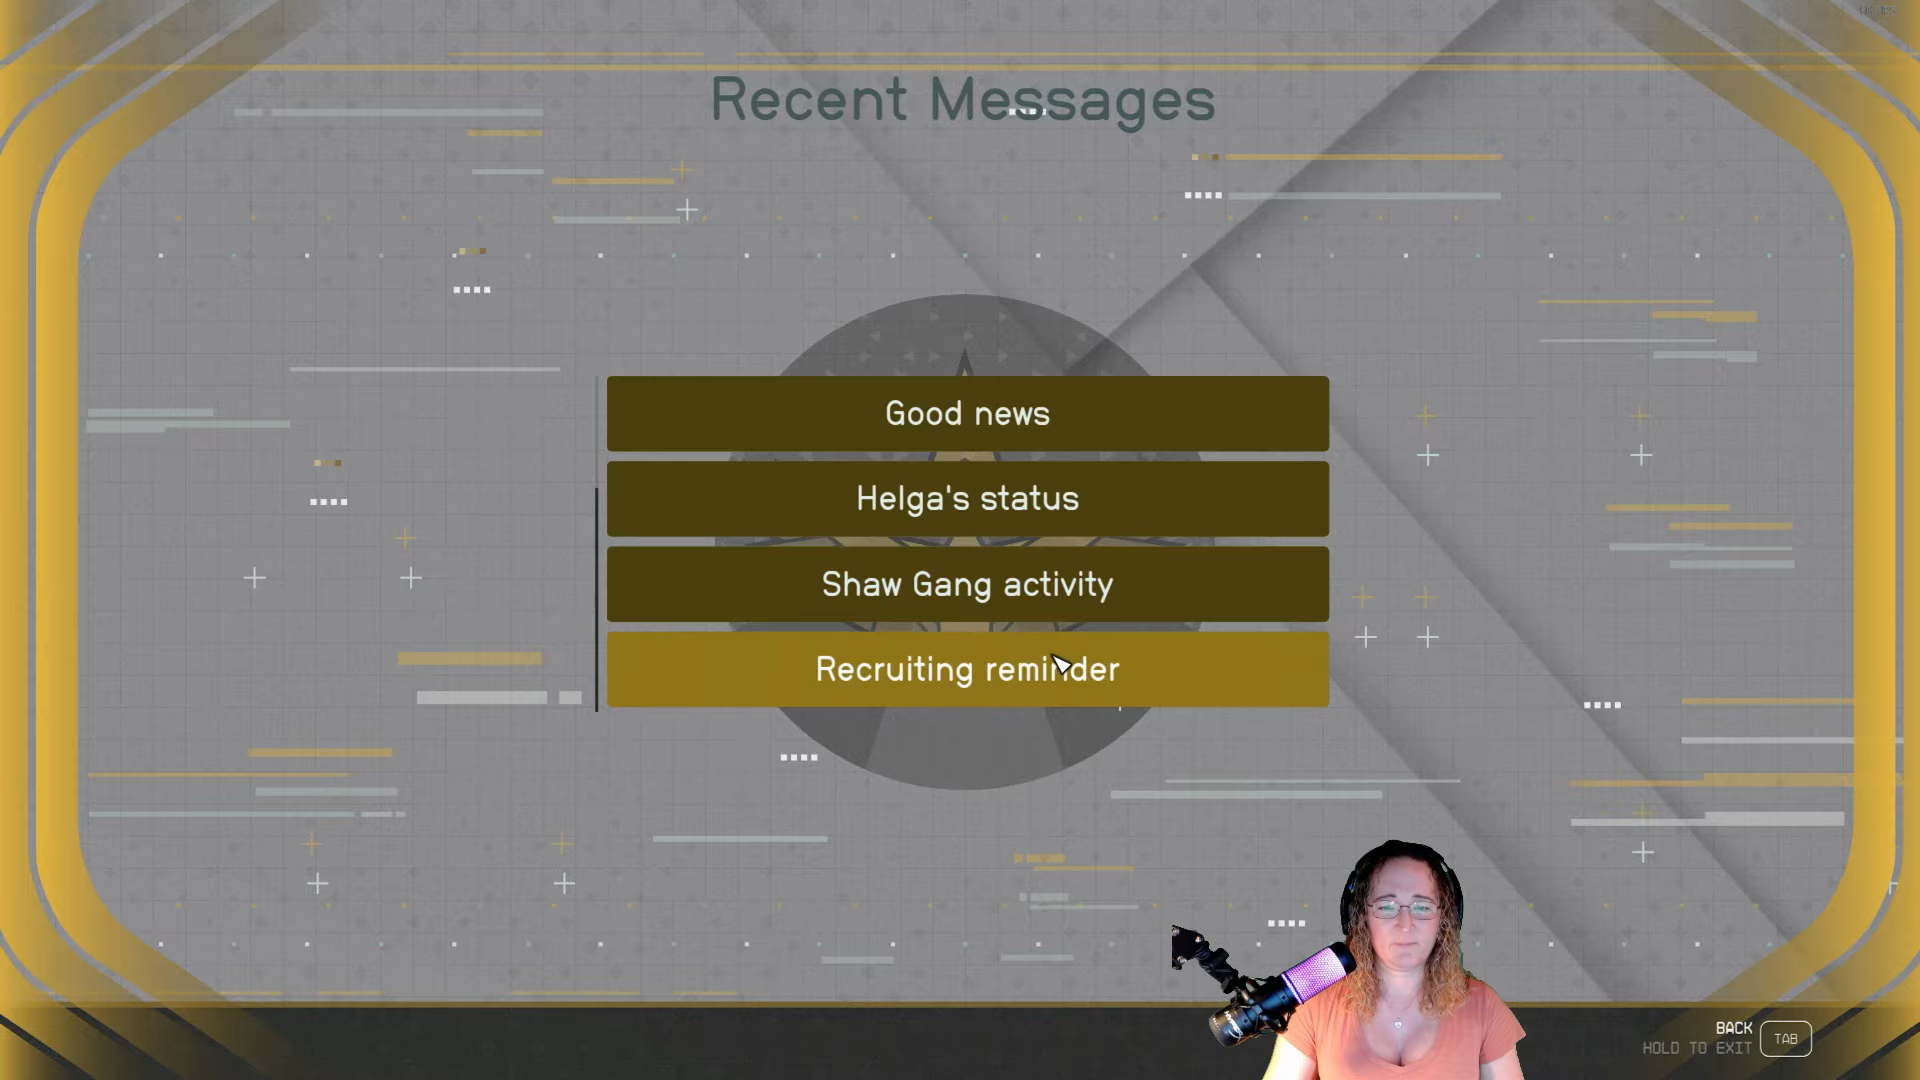 Recent Messages
Good news
Helga's status
Shaw Gang activity
Recruiting reminder
BACK
HOLD TO EXIT
TAB